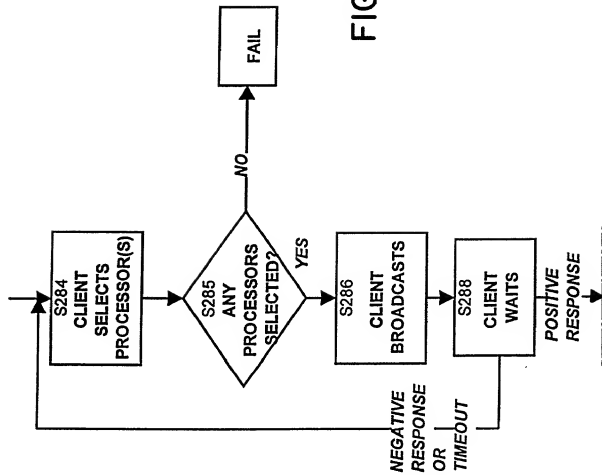 S284
CLIENT
SELECTS
PROCESSOR(S)
S285
ANY
PROCESSORS
SELECTED?
NO
FAIL
YES
S286
CLIENT
BROADCASTS
S288
CLIENT
WAITS
NEGATIVE
RESPONSE
OR
TIMEOUT
POSITIVE
RESPONSE
FIG